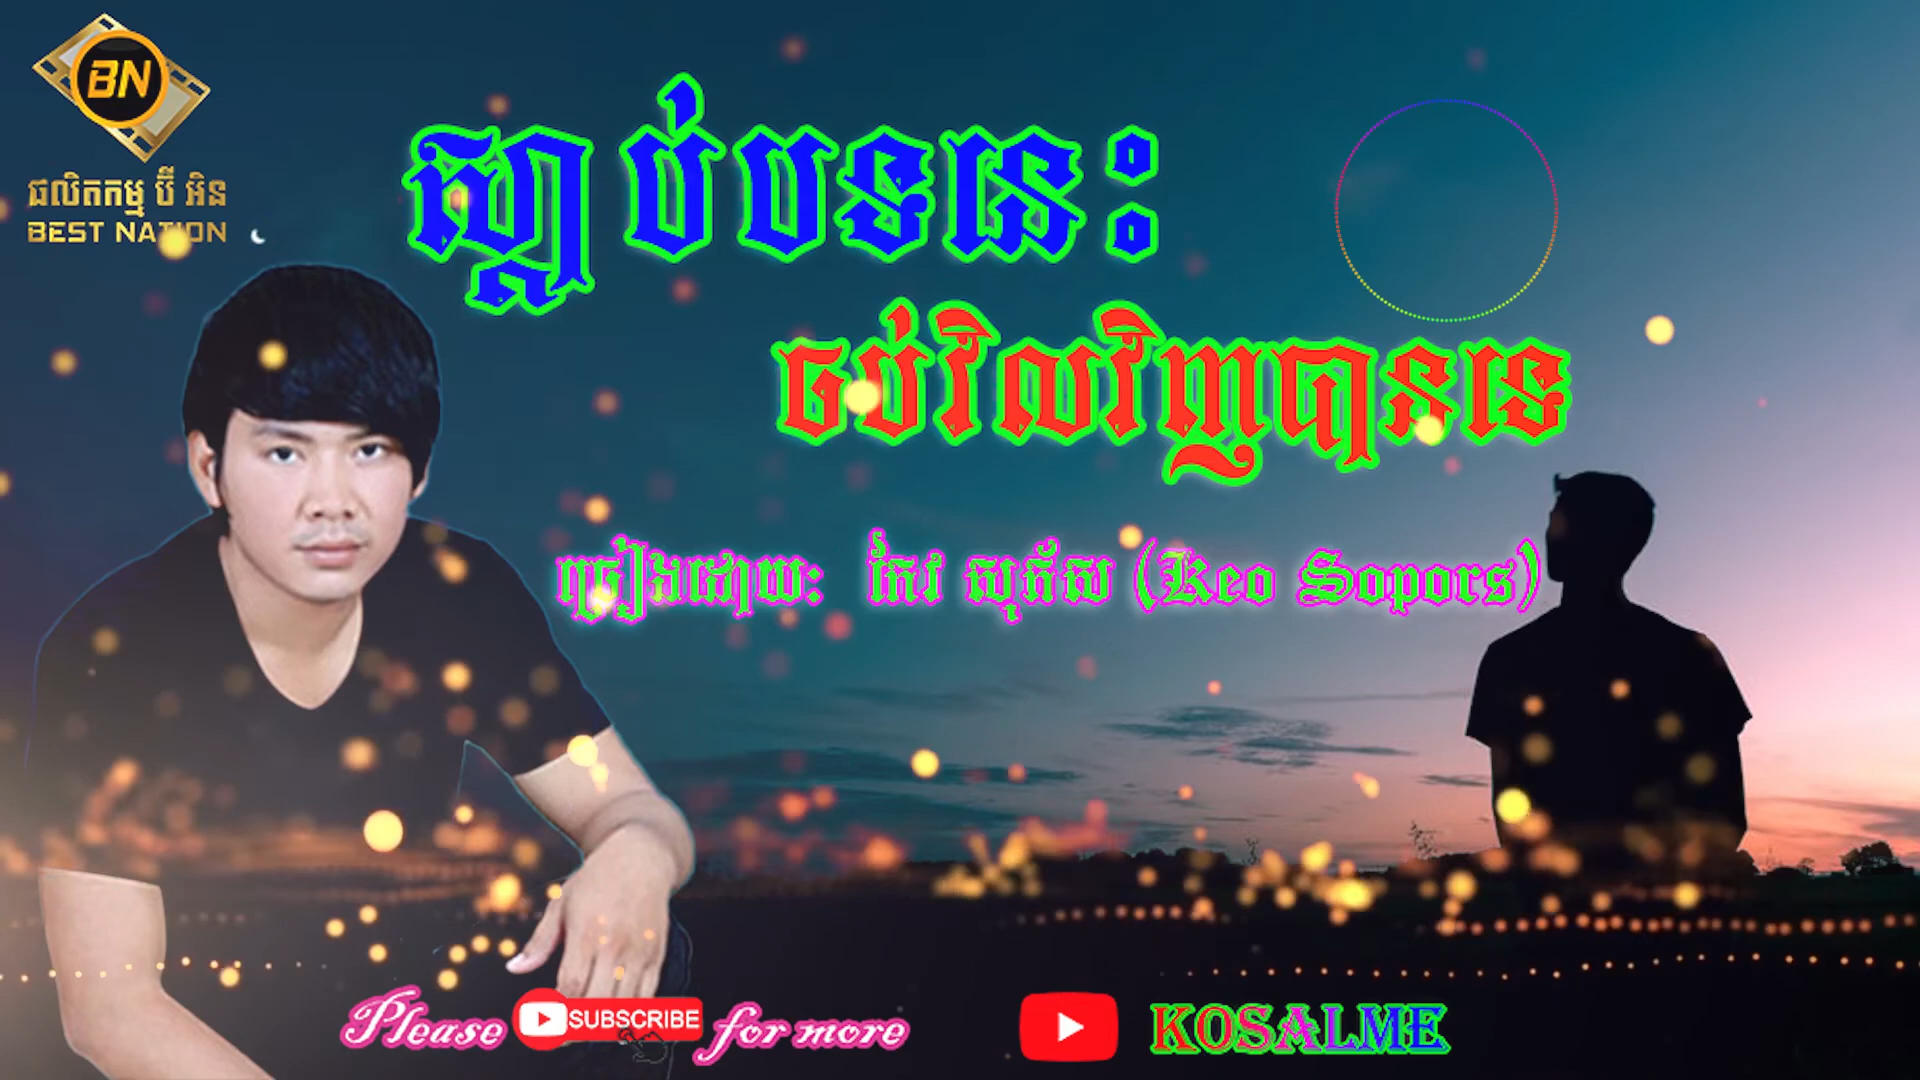 BN
ផលិតកម្ម ប៊ី អិន
BEST NATION
ស្ដាប់បទនេះ
ចប់វិលវិញបានទេ
ច្រៀងដោយ: កែវ សុភ័ស (Keo Sopors)
Please SUBSCRIBE for more
KOSALME